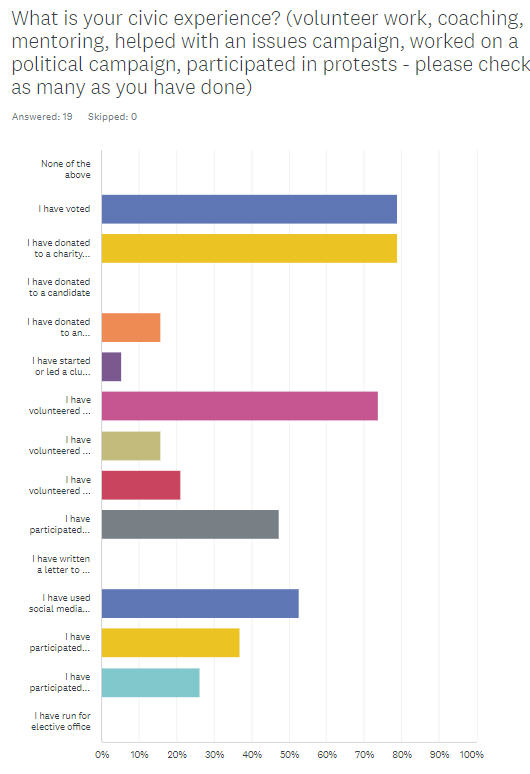 What is your civic experience? (volunteer work, coaching,
mentoring, helped with an issues campaign, worked on a
political campaign, participated in protests - please check
as many as you have done)
Answered: 19 Skipped: 0
None of the
above
I have voted
I have donated
to a charity...
I have donated
to a candidate
I have donated
to an...
I have started
or led a clu...
I have
volunteered ...
I have
volunteered ...
I have
volunteered ...
I have
participated...
I have written
a letter to ...
I have used
social media...
I have
participated...
I have
participated...
I have run for
elective office
0% 10% 20% 30% 40% 50% 60% 70% 80% 90% 100%